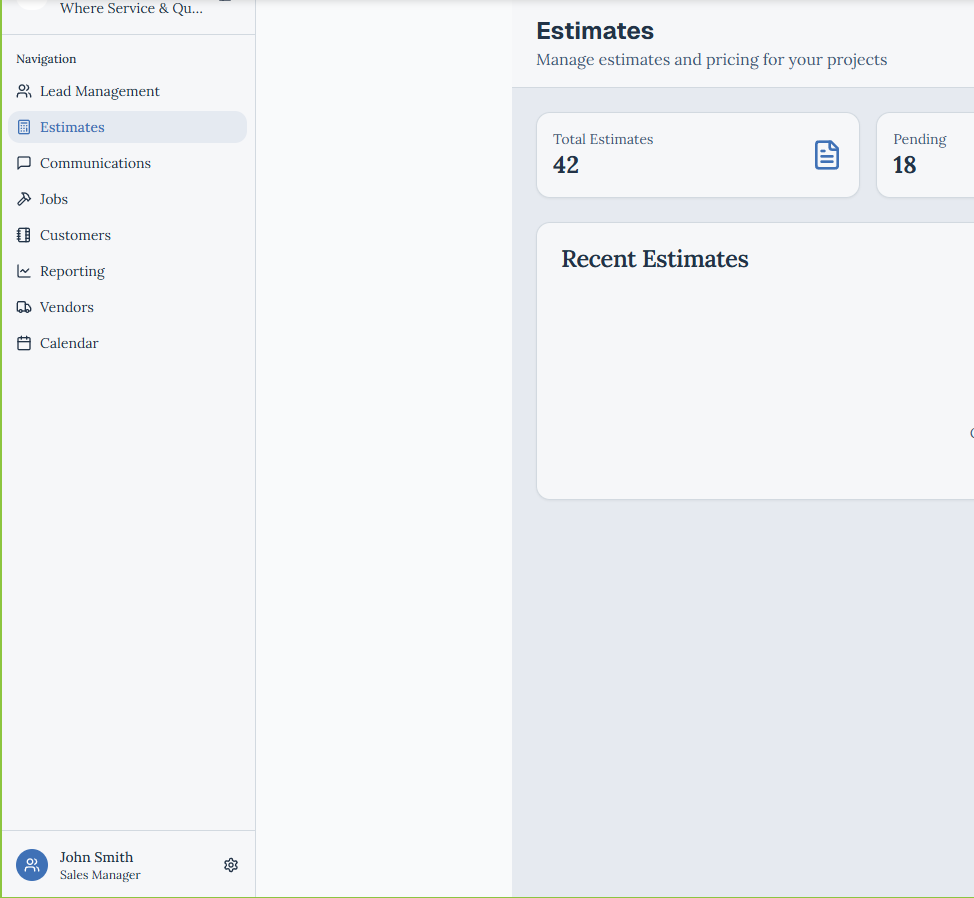 Where Service & Qu...
Navigation
Lead Management
Estimates
Communications
Jobs
Customers
Reporting
Vendors
Calendar
John Smith
Sales Manager
Estimates
Manage estimates and pricing for your projects
Total Estimates
42
Pending
18
Recent Estimates